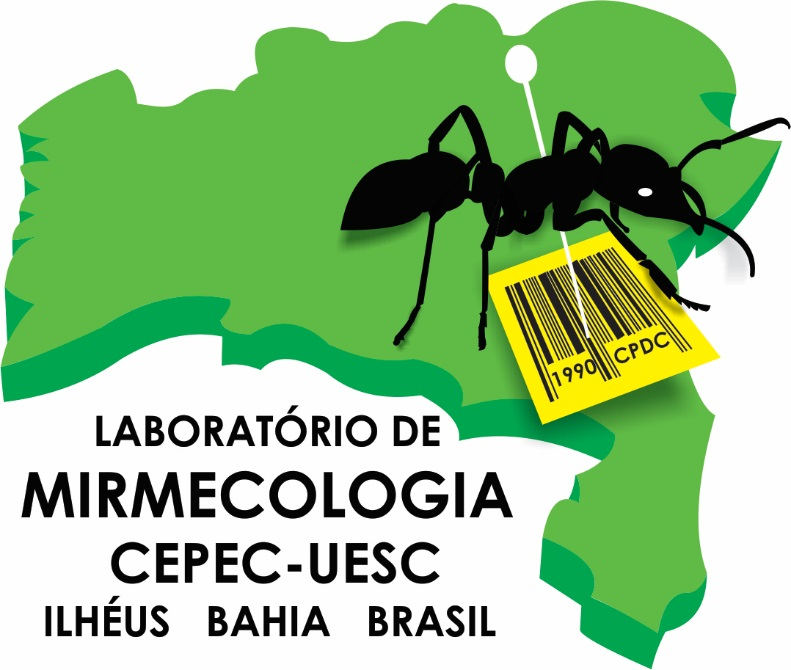 1990 CPDC
LABORATÓRIO DE
MIRMECOLOGIA
CEPEC-UESC
ILHÉUS BAHIA BRASIL